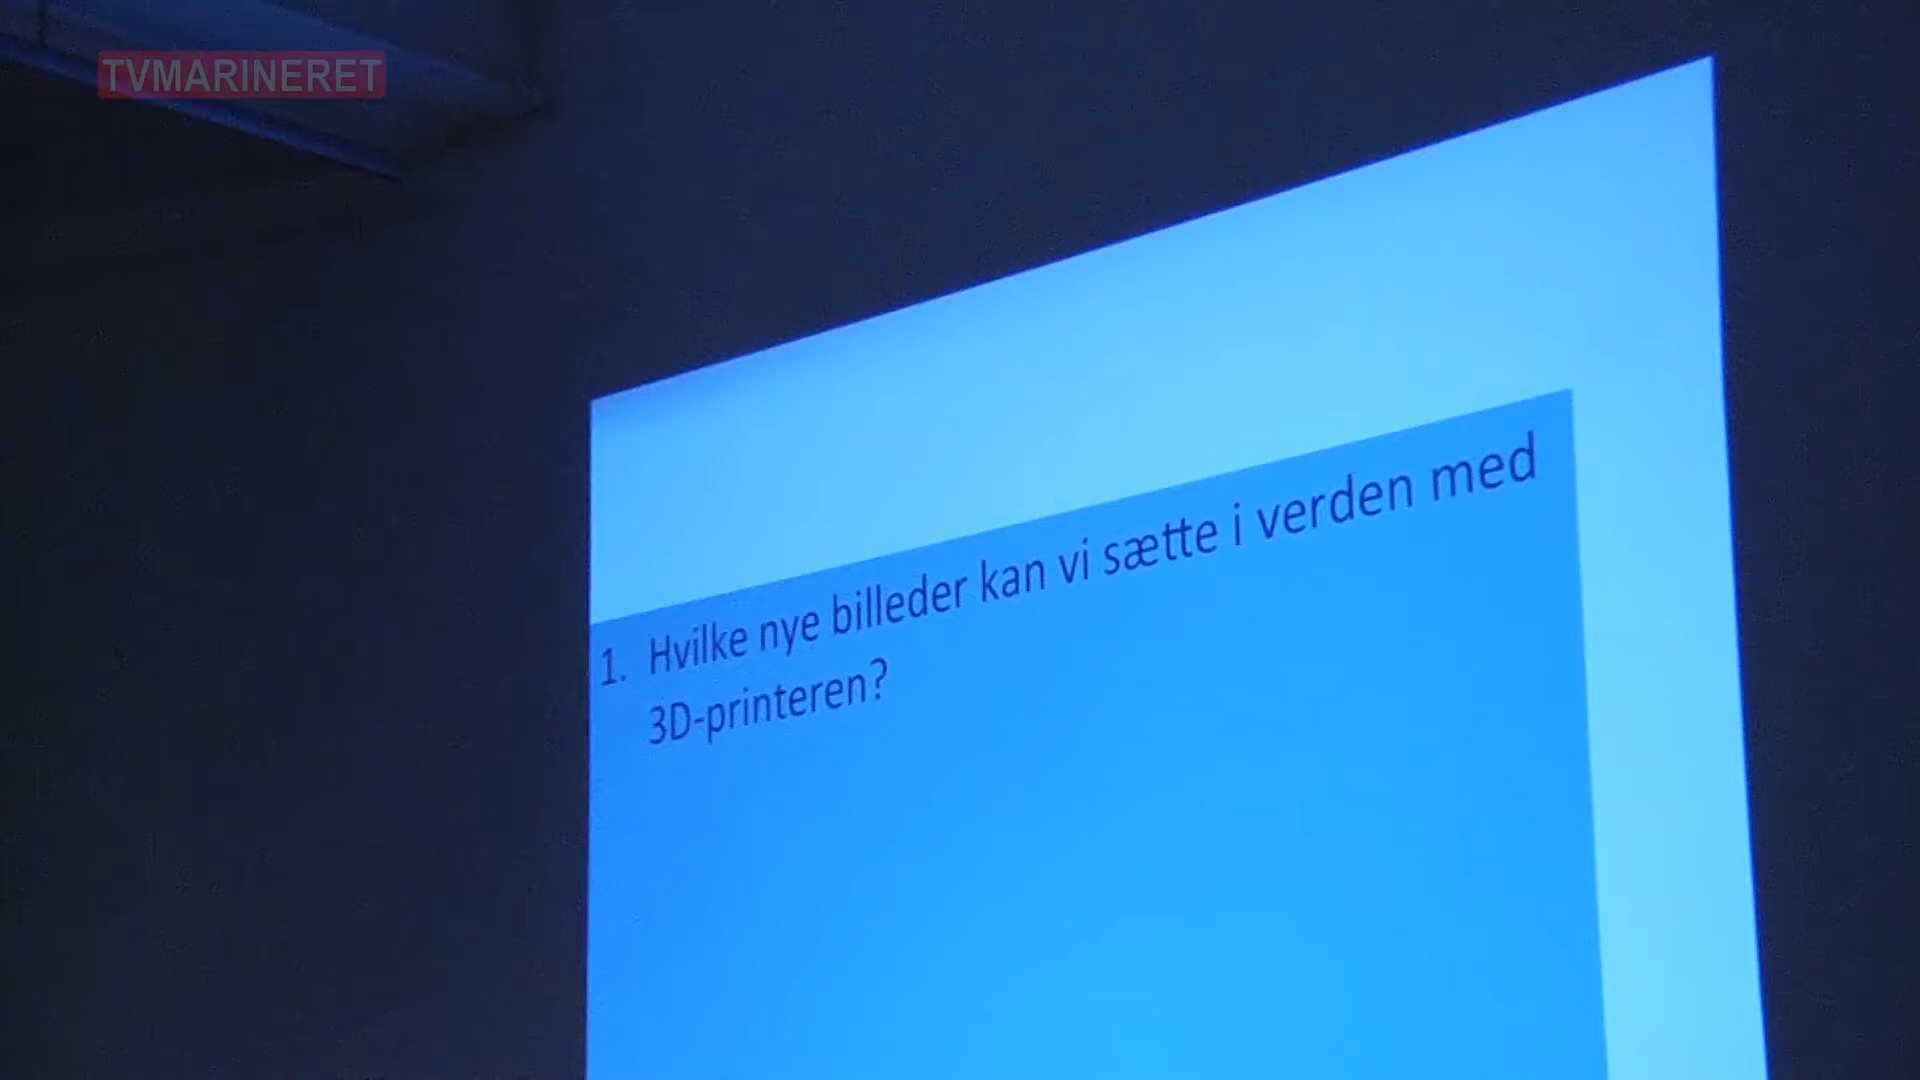 TVMARINERET
1. Hvilke nye billeder kan vi sætte i verden med
3D-printeren?